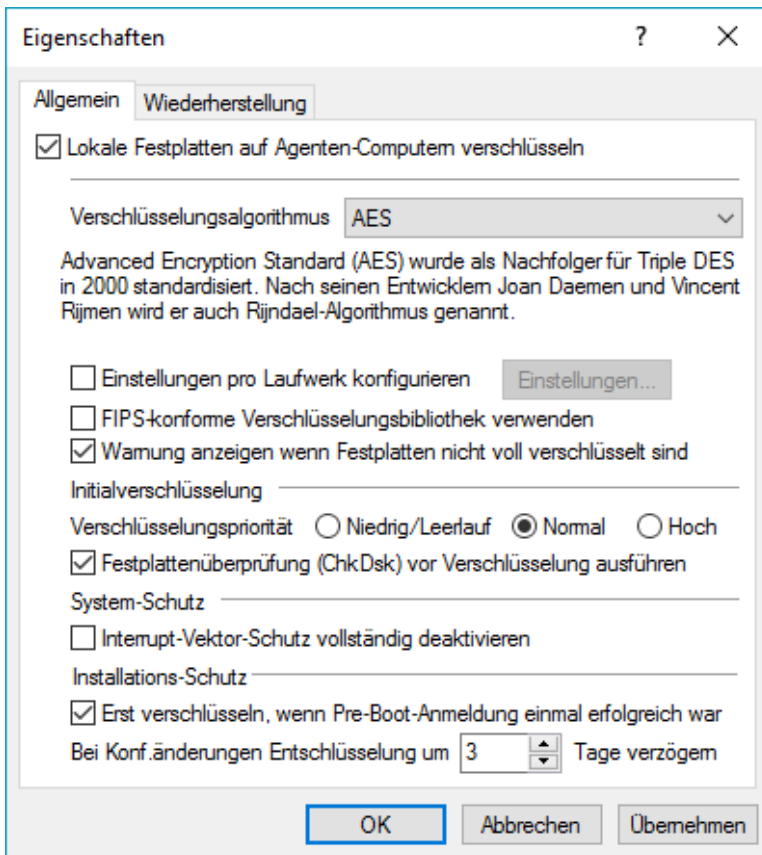 Eigenschaften
?
Allgemein Wiederherstellung
Lokale Festplatten auf Agenten-Computern verschlüsseln
Verschlüsselungsalgorithmus AES
Advanced Encryption Standard (AES) wurde als Nachfolger für Triple DES
in 2000 standardisiert. Nach seinen Entwicklern Joan Daemen und Vincent
Rijmen wird er auch Rijndael-Algorithmus genannt.
Einstellungen pro Laufwerk konfigurieren Einstellungen...
FIPS-konforme Verschlüsselungsbibliothek verwenden
Warnung anzeigen wenn Festplatten nicht voll verschlüsselt sind
Initialverschlüsselung
Verschlüsselungspriorität Niedrig/Leerlauf Normal Hoch
Festplattenüberprüfung (ChkDsk) vor Verschlüsselung ausführen
System-Schutz
Interrupt-Vektor-Schutz vollständig deaktivieren
Installations-Schutz
Erst verschlüsseln, wenn Pre-Boot-Anmeldung einmal erfolgreich war
Bei Konf.änderungen Entschlüsselung um 3 Tage verzögern
OK Abbrechen Übernehmen